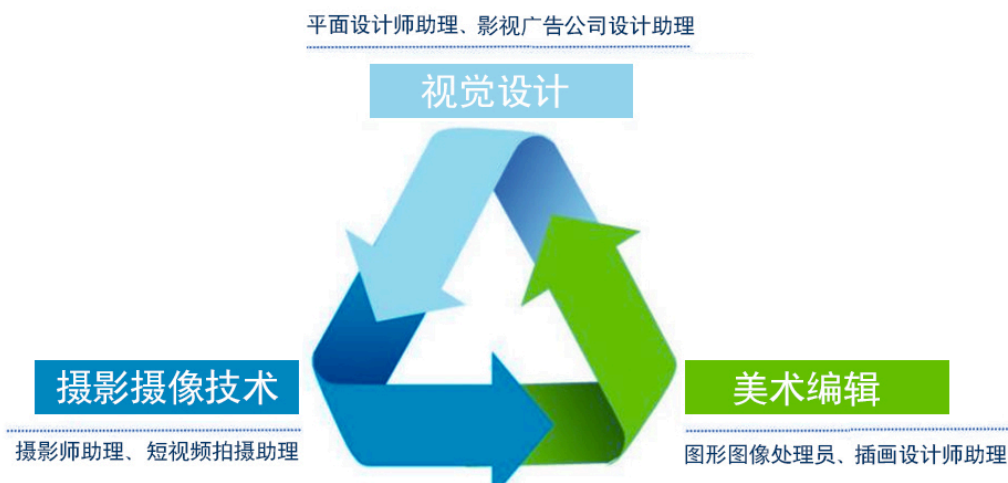 平面设计师助理、影视广告公司设计助理
视觉设计
摄影摄像技术
摄影师助理、短视频拍摄助理
美术编辑
图形图像处理员、插画设计师助理